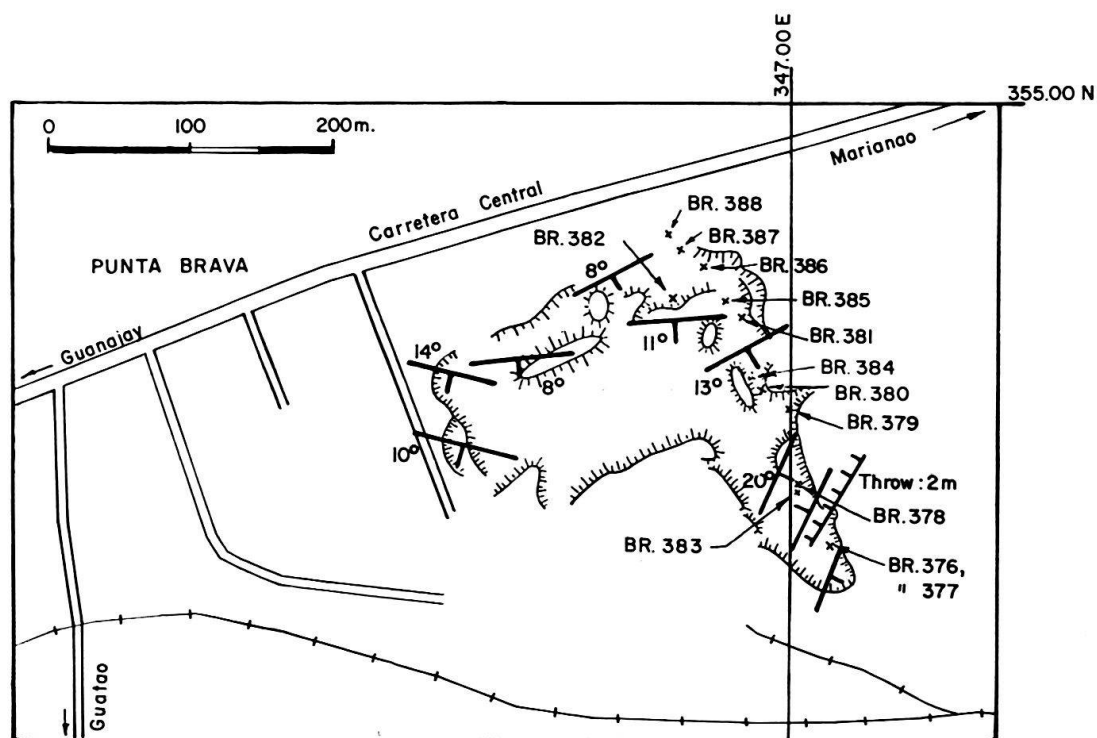 347.00 E
355.00 N
0 100 200 m.
Marianao
Carretera Central
PUNTA BRAVA
Guanajay
Guatao
BR. 388
BR. 387
BR. 382
BR. 386
8°
BR. 385
BR. 381
11°
14°
8°
13°
BR. 384
BR. 380
BR. 379
10°
20°
Throw : 2m
BR. 378
BR. 383
BR. 376,
" 377